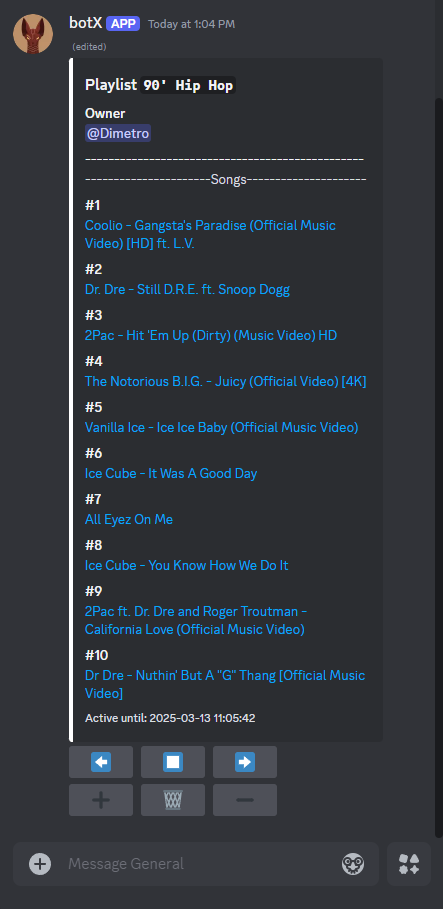 botX APP Today at 1:04 PM
(edited)
Playlist 90' Hip Hop
Owner
@Dimetro
------------------------------------------------
----------------------Songs---------------------
#1
Coolio - Gangsta's Paradise (Official Music
Video) [HD] ft. L.V.
#2
Dr. Dre - Still D.R.E. ft. Snoop Dogg
#3
2Pac - Hit 'Em Up (Dirty) (Music Video) HD
#4
The Notorious B.I.G. - Juicy (Official Video) [4K]
#5
Vanilla Ice - Ice Ice Baby (Official Music Video)
#6
Ice Cube - It Was A Good Day
#7
All Eyez On Me
#8
Ice Cube - You Know How We Do It
#9
2Pac ft. Dr. Dre and Roger Troutman -
California Love (Official Music Video)
#10
Dr Dre - Nuthin' But A "G" Thang [Official Music
Video]
Active until: 2025-03-13 11:05:42
Message General